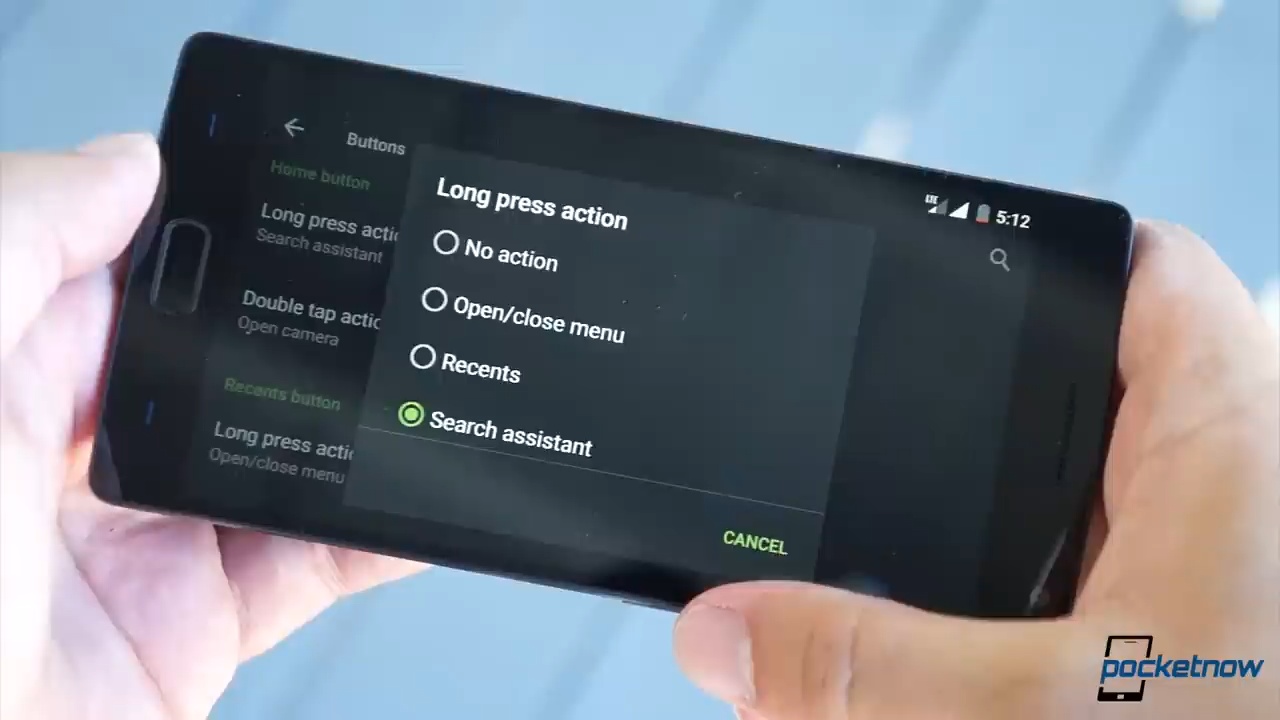 LTE
5:12
Buttons
Home button
Long press actio
Search assistant
Double tap actio
Open camera
Recents button
Long press actio
Open/close menu
Long press action
No action
Open/close menu
Recents
Search assistant
CANCEL
pocketnow